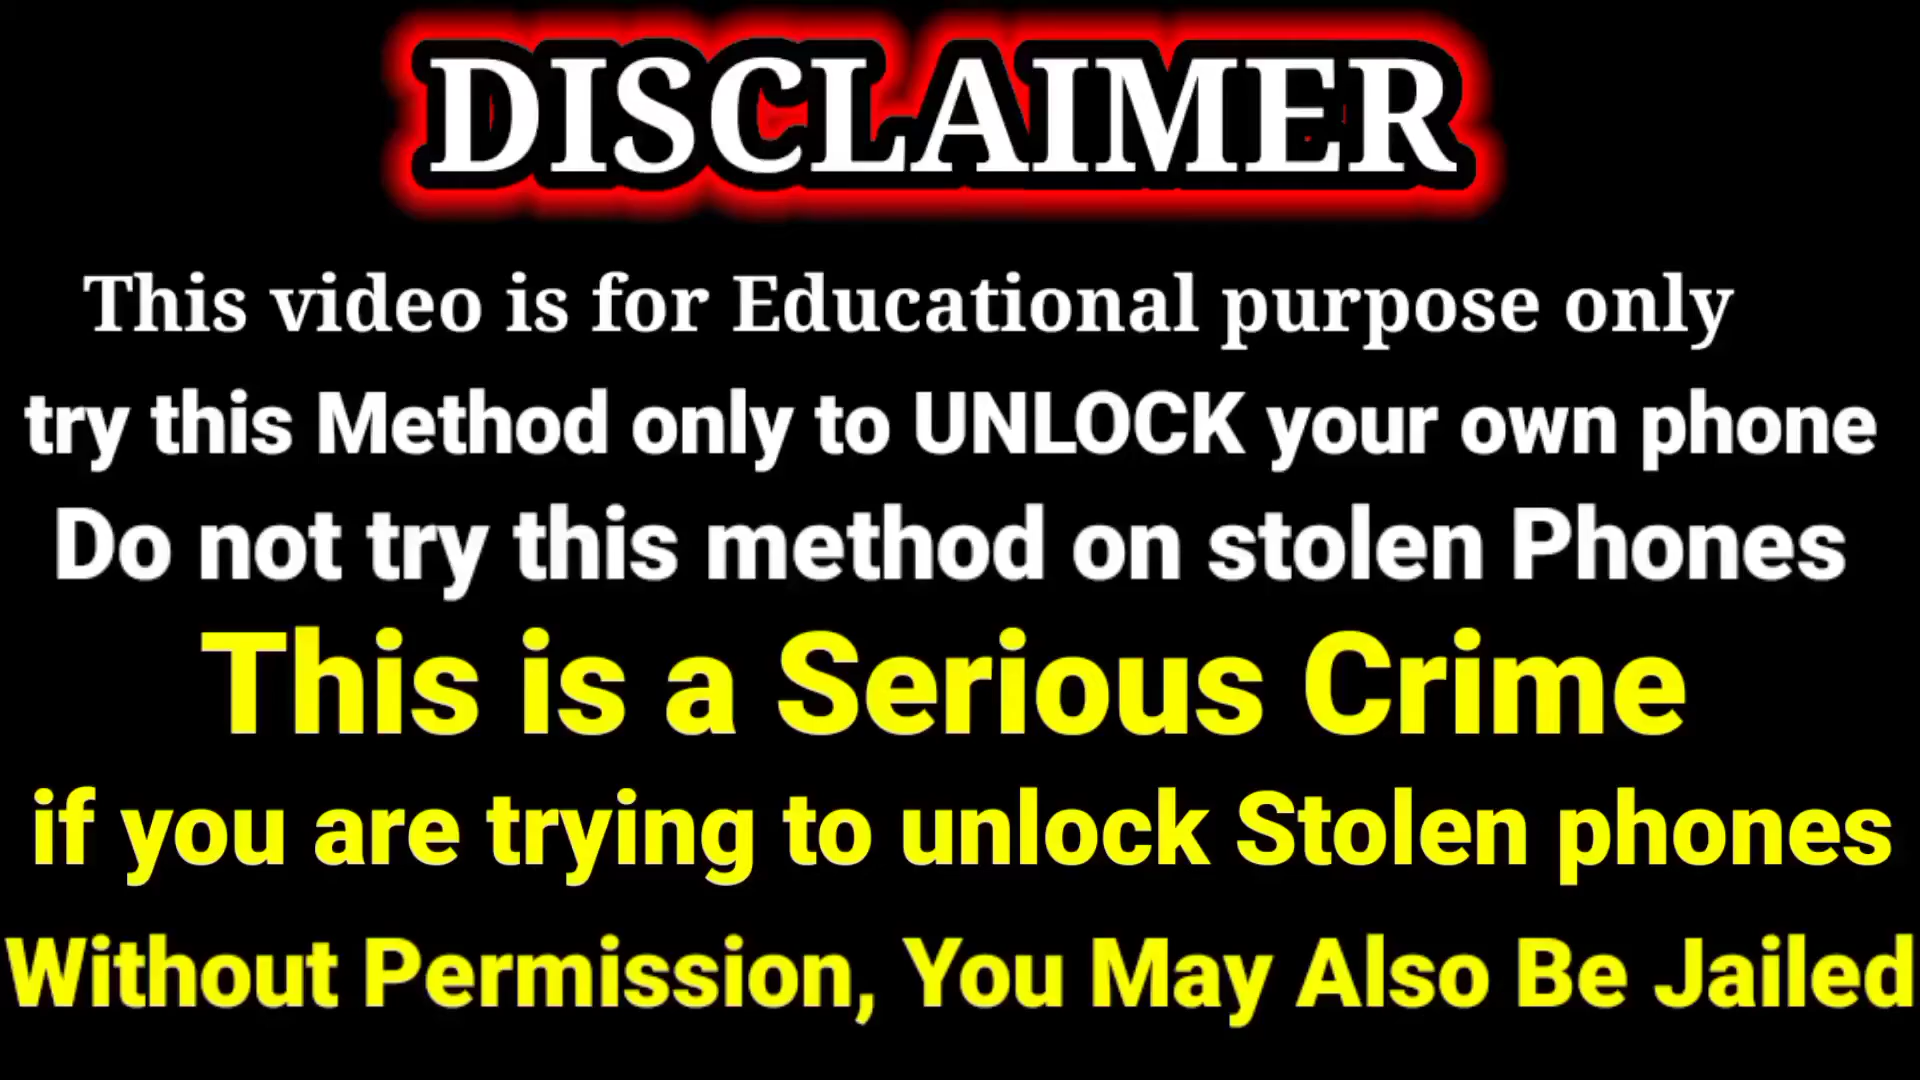 DISCLAIMER
This video is for Educational purpose only
try this Method only to UNLOCK your own phone
Do not try this method on stolen Phones
This is a Serious Crime
if you are trying to unlock Stolen phones
Without Permission, You May Also Be Jailed